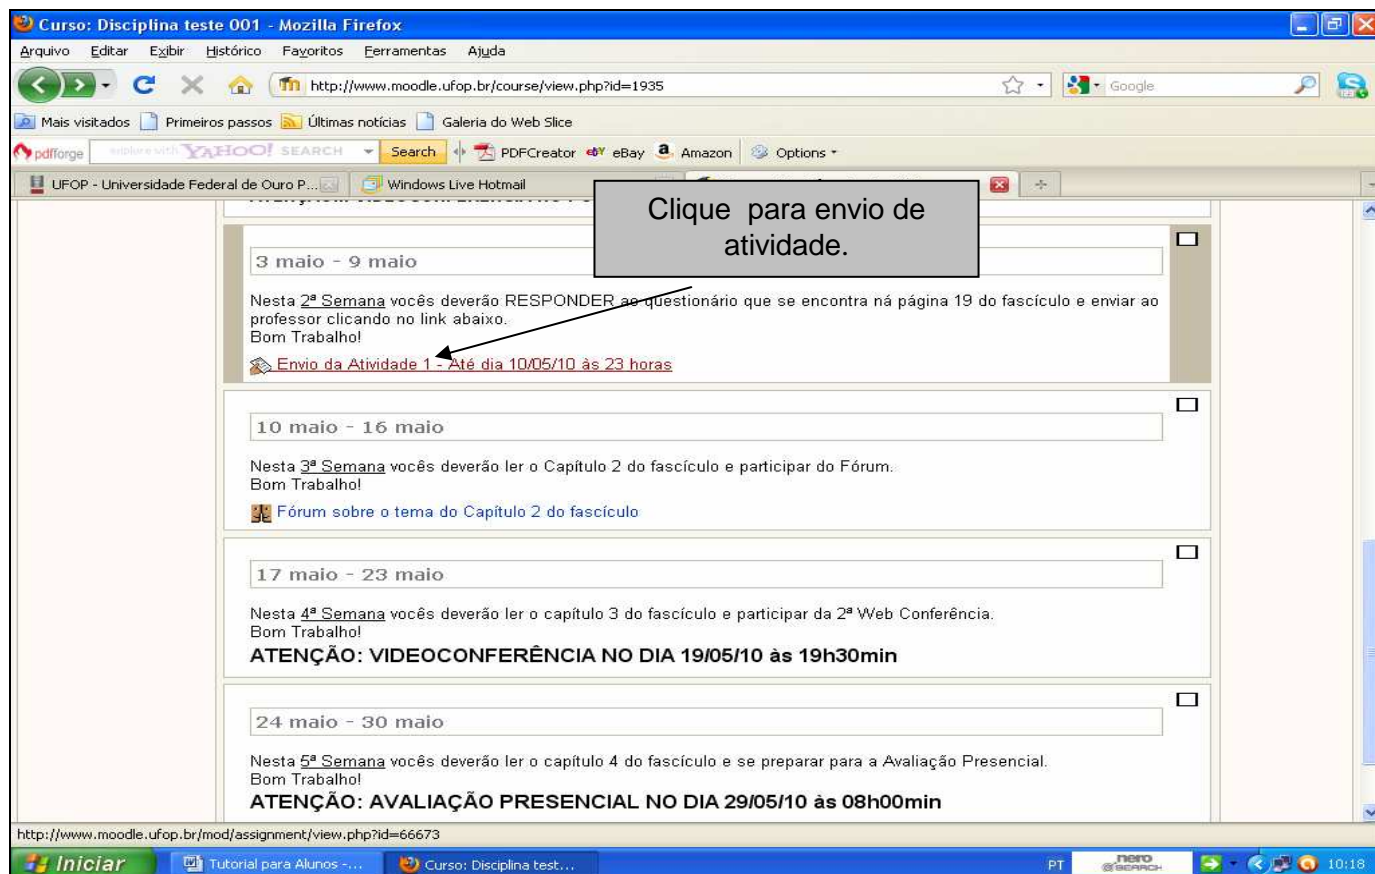 Curso: Disciplina teste 001 - Mozilla Firefox
Arquivo Editar Exibir Histórico Favoritos Ferramentas Ajuda
http://www.moodle.ufop.br/course/view.php?id=1935
Google
Mais visitados Primeiros passos Últimas notícias Galeria do Web Slice
pdfforge explore with YAHOO! SEARCH Search PDFCreator eBay Amazon Options
UFOP - Universidade Federal de Ouro P... Windows Live Hotmail
Clique para envio de
atividade.
3 maio - 9 maio
Nesta 2ª Semana vocês deverão RESPONDER ao questionário que se encontra ná página 19 do fascículo e enviar ao
professor clicando no link abaixo.
Bom Trabalho!
Envio da Atividade 1 - Até dia 10/05/10 às 23 horas
10 maio - 16 maio
Nesta 3ª Semana vocês deverão ler o Capítulo 2 do fascículo e participar do Fórum.
Bom Trabalho!
Fórum sobre o tema do Capítulo 2 do fascículo
17 maio - 23 maio
Nesta 4ª Semana vocês deverão ler o capítulo 3 do fascículo e participar da 2ª Web Conferência.
Bom Trabalho!
ATENÇÃO: VIDEOCONFERÊNCIA NO DIA 19/05/10 às 19h30min
24 maio - 30 maio
Nesta 5ª Semana vocês deverão ler o capítulo 4 do fascículo e se preparar para a Avaliação Presencial.
Bom Trabalho!
ATENÇÃO: AVALIAÇÃO PRESENCIAL NO DIA 29/05/10 às 08h00min
http://www.moodle.ufop.br/mod/assignment/view.php?id=66673
Iniciar Tutorial para Alunos -... Curso: Disciplina test... PT nero SEARCH 10:18